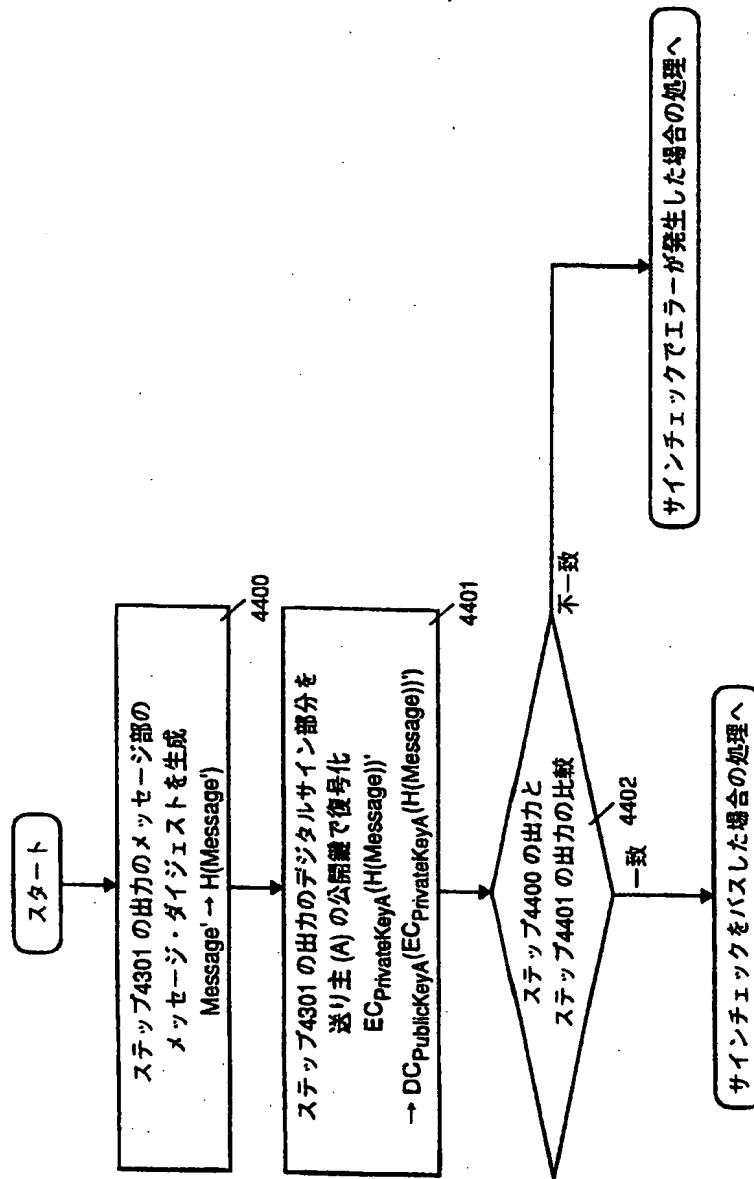 スタート
ステップ4301 の出力のメッセージ部の
メッセージ・ダイジェストを生成
Message' → H(Message')
4400
ステップ4301 の出力のデジタルサイン部分を
送り主 (A) の公開鍵で復号化
ECPrivateKeyA(H(Message))'
→ DCPublicKeyA(ECPrivateKeyA(H(Message))')
4401
ステップ4400 の出力と
ステップ4401 の出力の比較
4402
不一致
一致
サインチェックでエラーが発生した場合の処理へ
サインチェックをパスした場合の処理へ